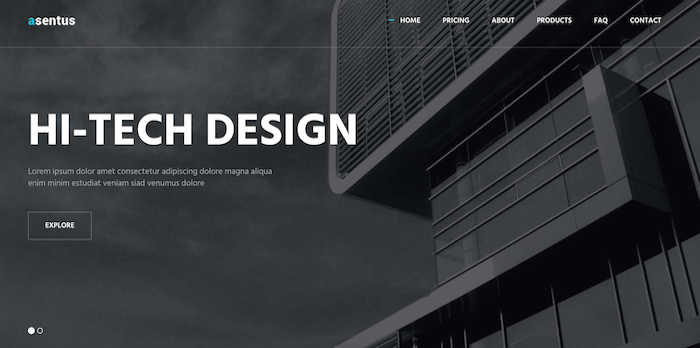 asentus
HOME PRICING ABOUT PRODUCTS FAQ CONTACT
HI-TECH DESIGN
Lorem ipsum dolor amet consectetur adipiscing dolore magna aliqua
enim minim estudiat veniam siad venumus dolore
EXPLORE